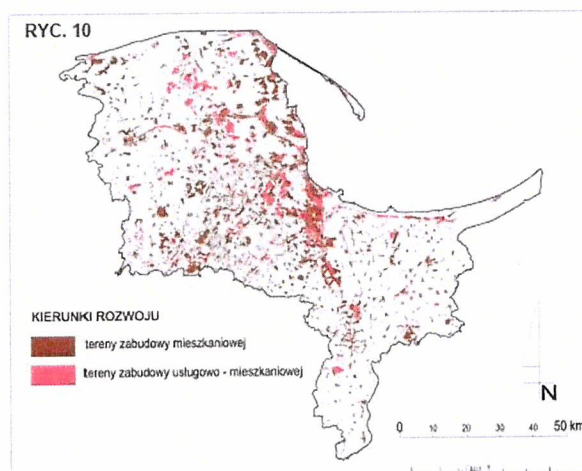 RYC. 10
KIERUNKI ROZWOJU
tereny zabudowy mieszkaniowej
tereny zabudowy usługowo - mieszkaniowej
N
0 10 20 30 40 50 km